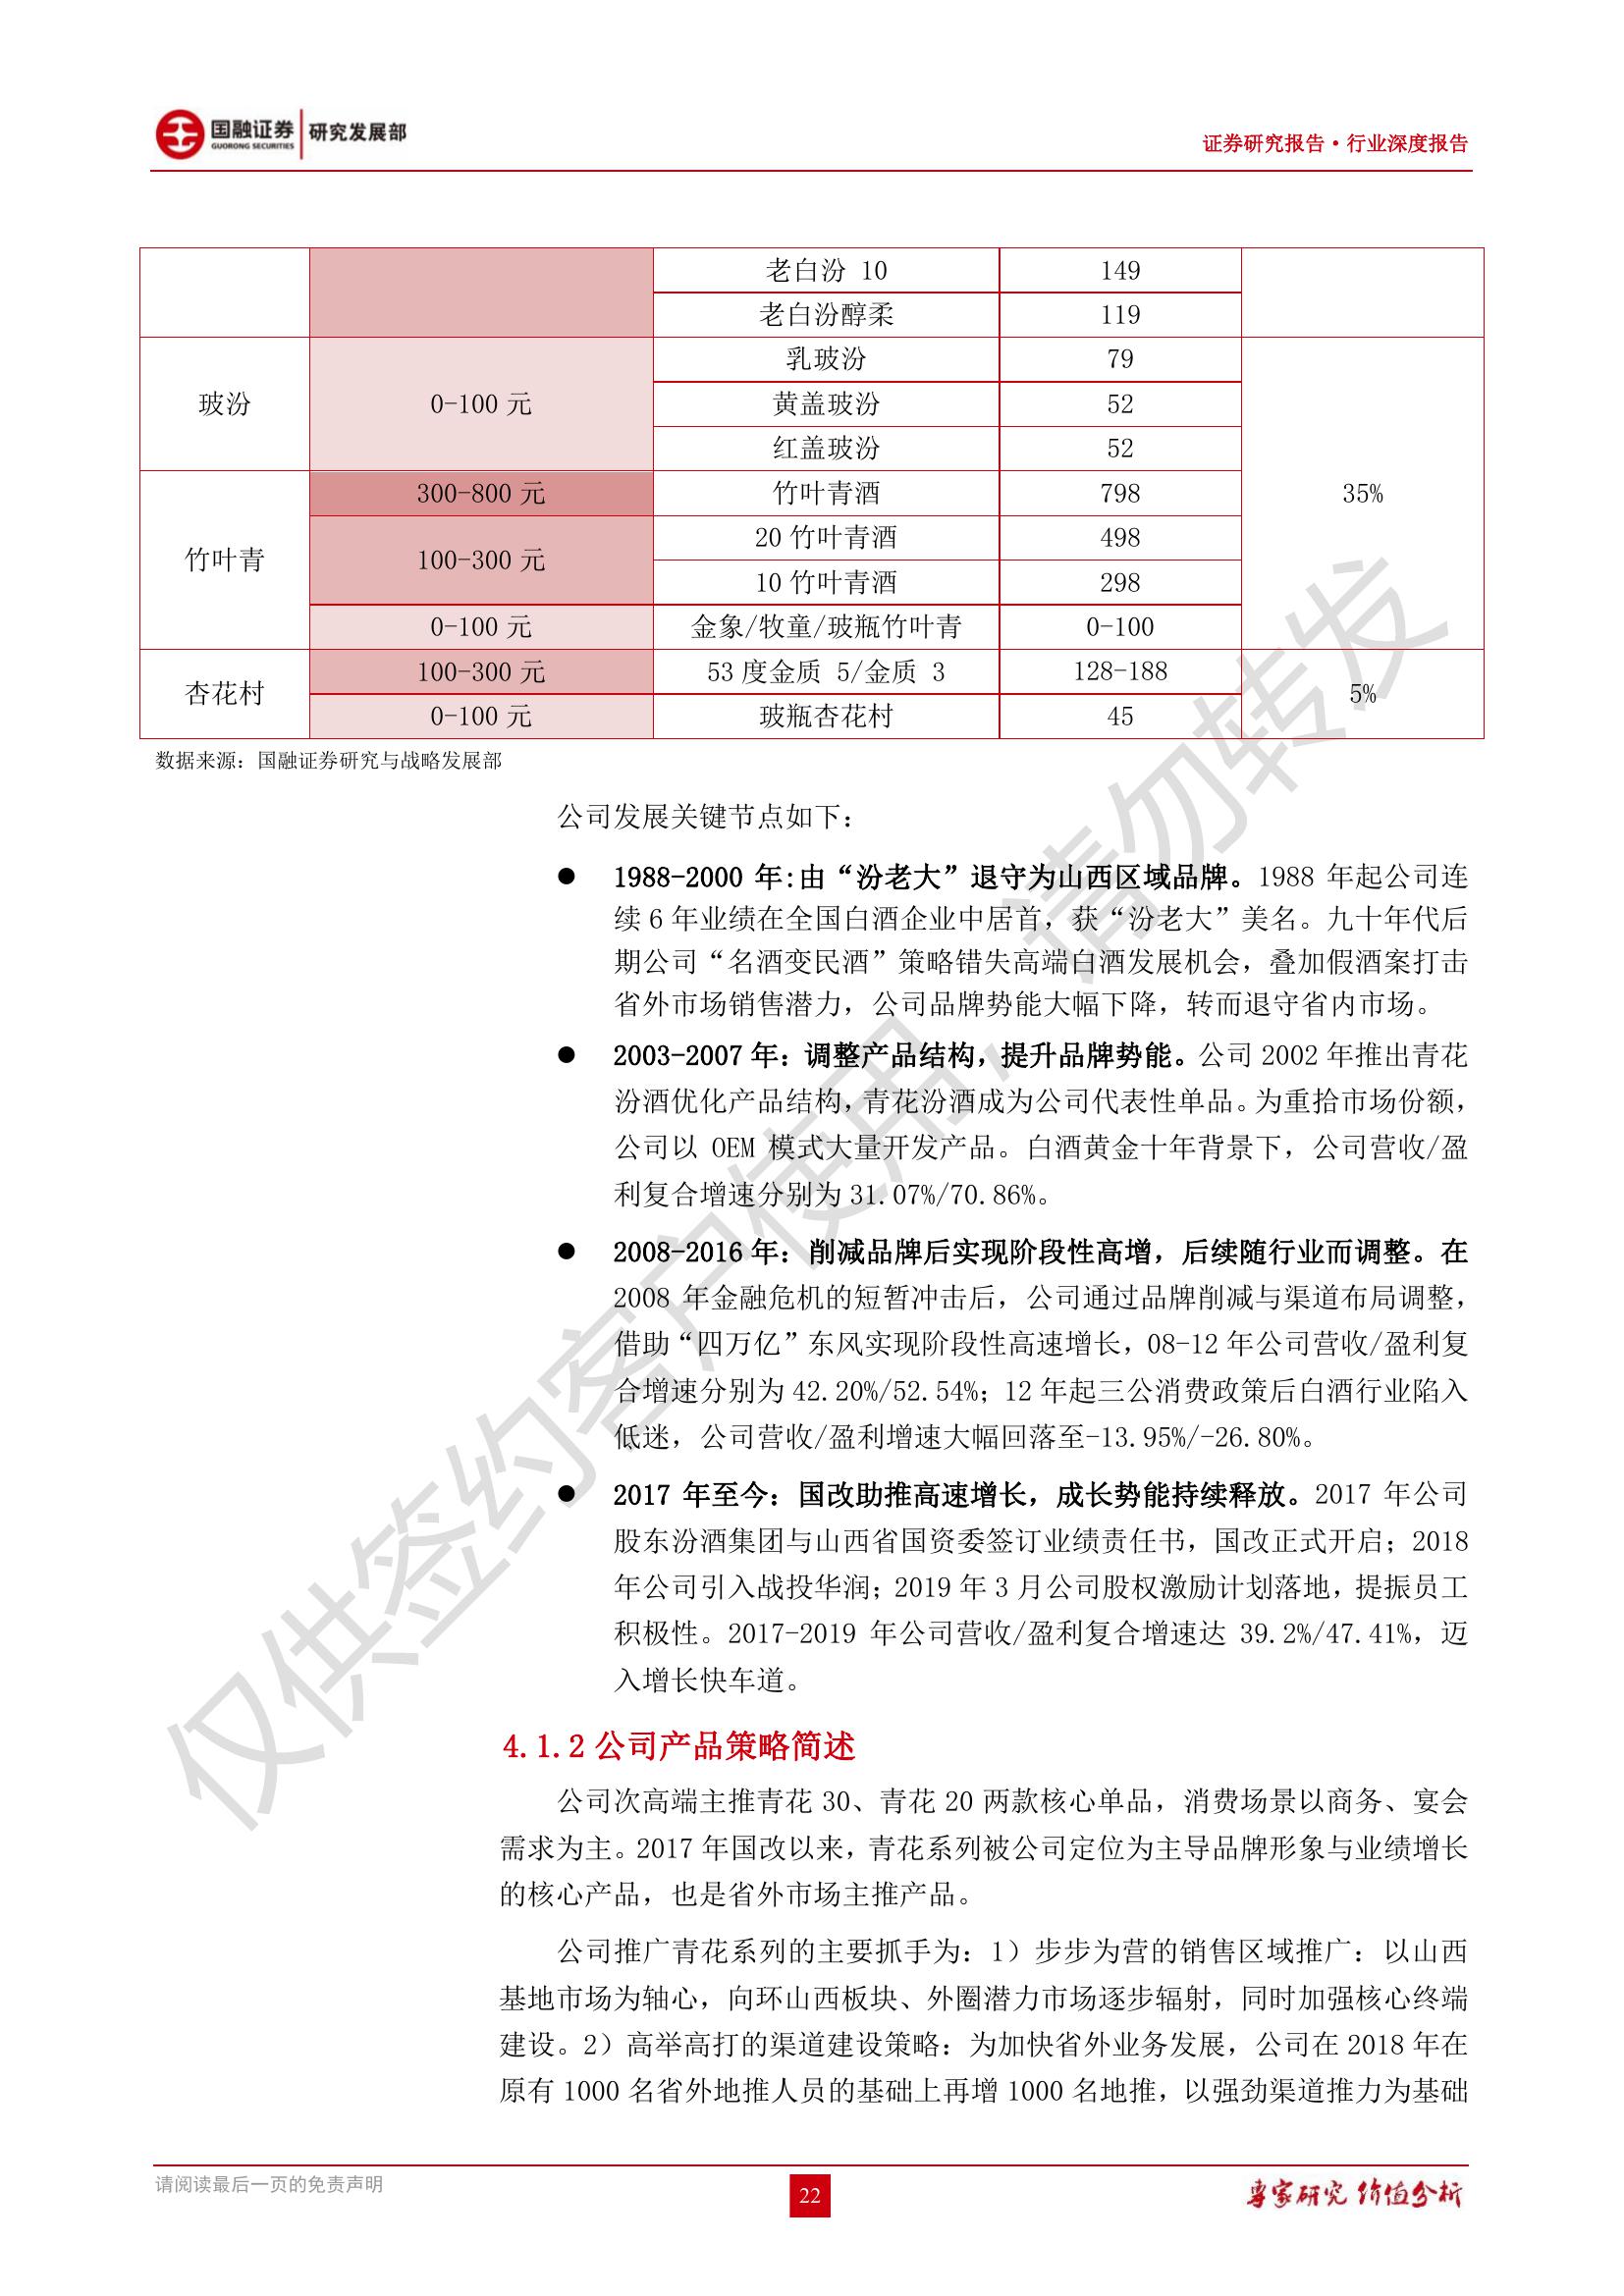 国融证券 研究发展部
GUORONG SECURITIES
证券研究报告·行业深度报告
老白汾 10 149
老白汾醇柔 119
玻汾 0-100 元 乳玻汾 79
黄盖玻汾 52
红盖玻汾 52
35%
竹叶青 300-800 元 竹叶青酒 798
100-300 元 20 竹叶青酒 498
10 竹叶青酒 298
0-100 元 金象/牧童/玻瓶竹叶青 0-100
杏花村 100-300 元 53 度金质 5/金质 3 128-188 5%
0-100 元 玻瓶杏花村 45
数据来源：国融证券研究与战略发展部
公司发展关键节点如下：
● 1988-2000 年:由“汾老大”退守为山西区域品牌。1988 年起公司连
续 6 年业绩在全国白酒企业中居首，获“汾老大”美名。九十年代后
期公司“名酒变民酒”策略错失高端白酒发展机会，叠加假酒案打击
省外市场销售潜力，公司品牌势能大幅下降，转而退守省内市场。
● 2003-2007 年：调整产品结构，提升品牌势能。公司 2002 年推出青花
汾酒优化产品结构，青花汾酒成为公司代表性单品。为重拾市场份额，
公司以 OEM 模式大量开发产品。白酒黄金十年背景下，公司营收/盈
利复合增速分别为 31.07%/70.86%。
● 2008-2016 年：削减品牌后实现阶段性高增，后续随行业而调整。在
2008 年金融危机的短暂冲击后，公司通过品牌削减与渠道布局调整，
借助“四万亿”东风实现阶段性高速增长，08-12 年公司营收/盈利复
合增速分别为 42.20%/52.54%；12 年起三公消费政策后白酒行业陷入
低迷，公司营收/盈利增速大幅回落至-13.95%/-26.80%。
● 2017 年至今：国改助推高速增长，成长势能持续释放。2017 年公司
股东汾酒集团与山西省国资委签订业绩责任书，国改正式开启；2018
年公司引入战投华润；2019 年 3 月公司股权激励计划落地，提振员工
积极性。2017-2019 年公司营收/盈利复合增速达 39.2%/47.41%，迈
入增长快车道。
4.1.2 公司产品策略简述
公司次高端主推青花 30、青花 20 两款核心单品，消费场景以商务、宴会
需求为主。2017 年国改以来，青花系列被公司定位为主导品牌形象与业绩增长
的核心产品，也是省外市场主推产品。
公司推广青花系列的主要抓手为：1）步步为营的销售区域推广：以山西
基地市场为轴心，向环山西板块、外圈潜力市场逐步辐射，同时加强核心终端
建设。2）高举高打的渠道建设策略：为加快省外业务发展，公司在 2018 年在
原有 1000 名省外地推人员的基础上再增 1000 名地推，以强劲渠道推力为基础
仅供签约客户使用，请勿转发
请阅读最后一页的免责声明
22
专家研究 价值分析